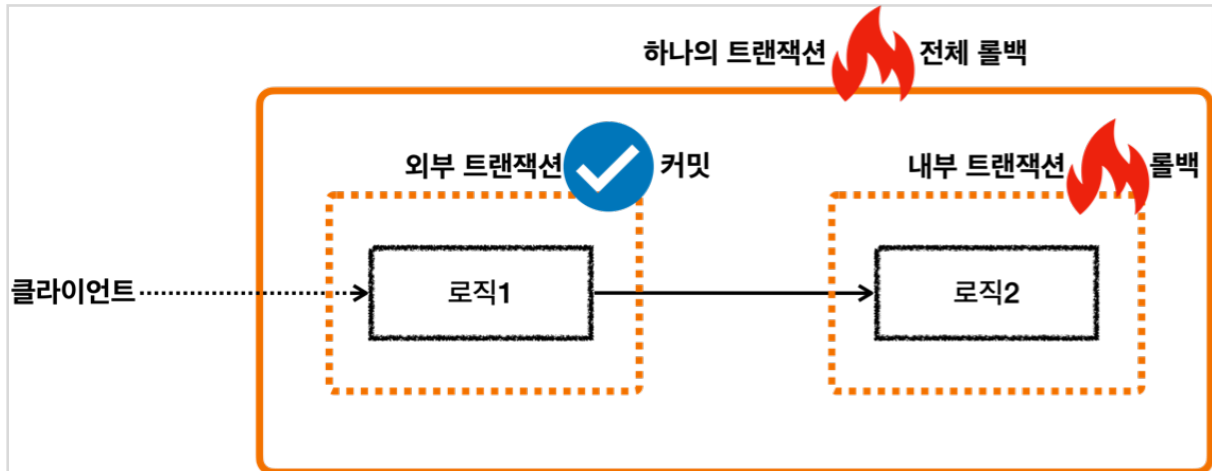 하나의 트랜잭션 전체 롤백
외부 트랜잭션 커밋
내부 트랜잭션 롤백
클라이언트
로직1
로직2